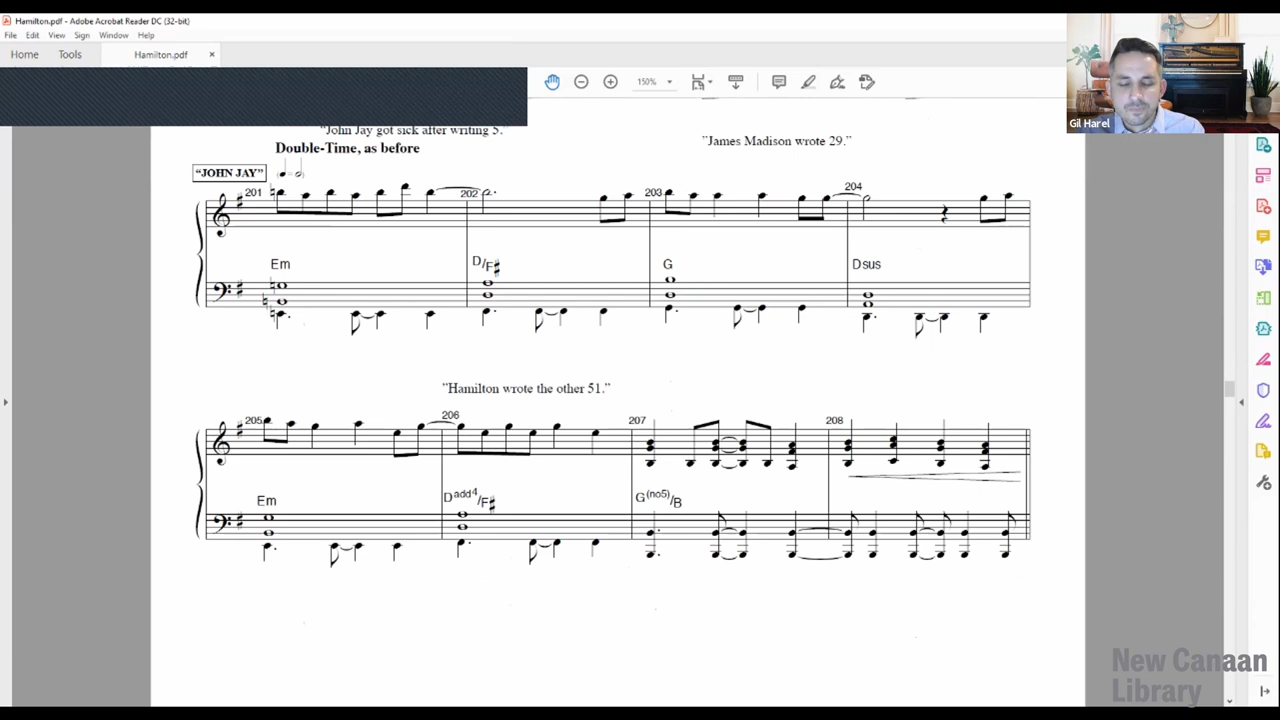 Hamilton.pdf - Adobe Acrobat Reader DC (32-bit)
File Edit View Sign Window Help
Home Tools Hamilton.pdf ×
150%
Gil Harel
"John Jay got sick after writing 5."
"James Madison wrote 29."
Double-Time, as before
"JOHN JAY"
201 202 203 204
Em D/F♯ G Dsus
"Hamilton wrote the other 51."
205 206 207 208
Em Dadd4/F♯ G(no5)/B
New Canaan
Library